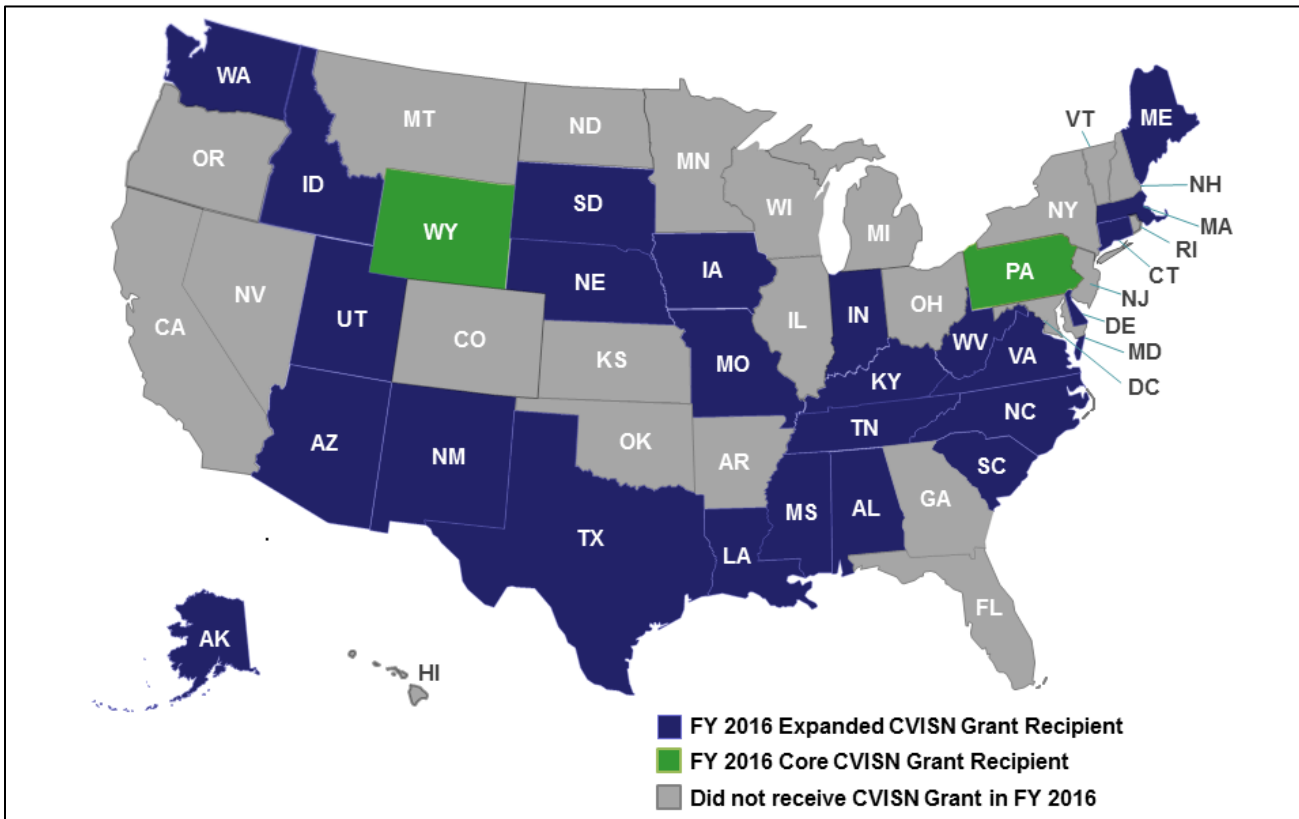 WA
MT
ND
MN
VT
ME
OR
ID
SD
WI
MI
NY
NH
MA
RI
WY
CT
NV
NE
IA
PA
NJ
CA
UT
CO
IL
IN
OH
DE
MD
DC
KS
MO
WV
VA
KY
AZ
NM
OK
AR
TN
NC
SC
TX
LA
MS
AL
GA
FL
AK
HI
FY 2016 Expanded CVISN Grant Recipient
FY 2016 Core CVISN Grant Recipient
Did not receive CVISN Grant in FY 2016